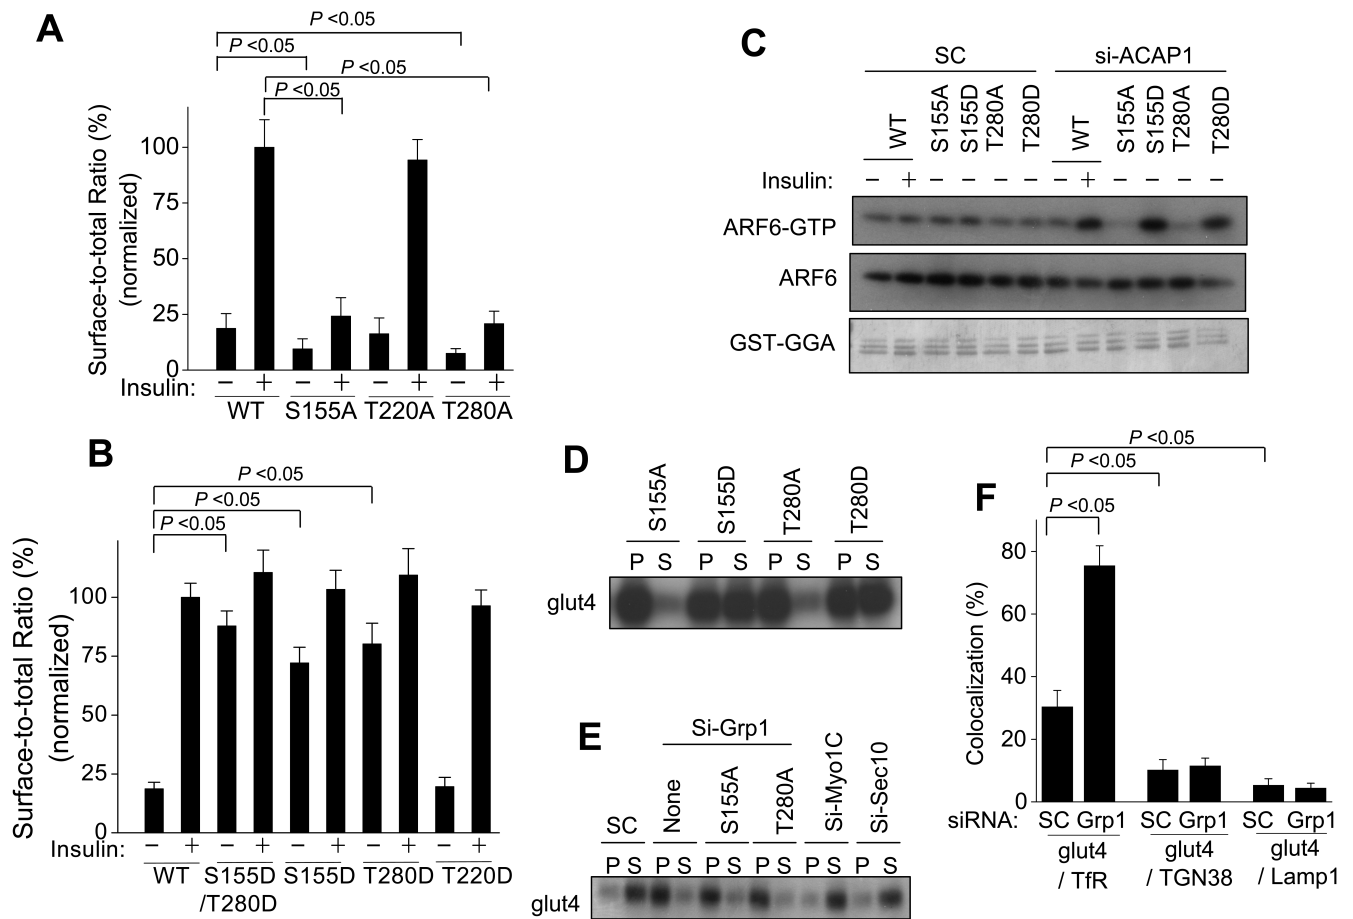 A
P <0.05
P <0.05
P <0.05
P <0.05
Surface-to-total Ratio (%)
(normalized)
100
75
50
25
0
Insulin: − + − + − + − +
WT S155A T220A T280A
B
P <0.05
P <0.05
P <0.05
Surface-to-total Ratio (%)
(normalized)
100
75
50
25
0
Insulin: − + − + − + − + − +
WT S155D S155D T280D T220D
/T280D
C
SC si-ACAP1
WT S155A S155D T280A T280D WT S155A S155D T280A T280D
Insulin: − + − − − − − + − − − −
ARF6-GTP
ARF6
GST-GGA
D
S155A S155D T280A T280D
P S P S P S P S
glut4
E
Si-Grp1
SC None S155A T280A Si-Myo1C Si-Sec10
P S P S P S P S P S P S
glut4
F
P <0.05
P <0.05
P <0.05
Colocalization (%)
80
60
40
20
0
siRNA: SC Grp1 SC Grp1 SC Grp1
glut4 glut4 glut4
/ TfR / TGN38 / Lamp1